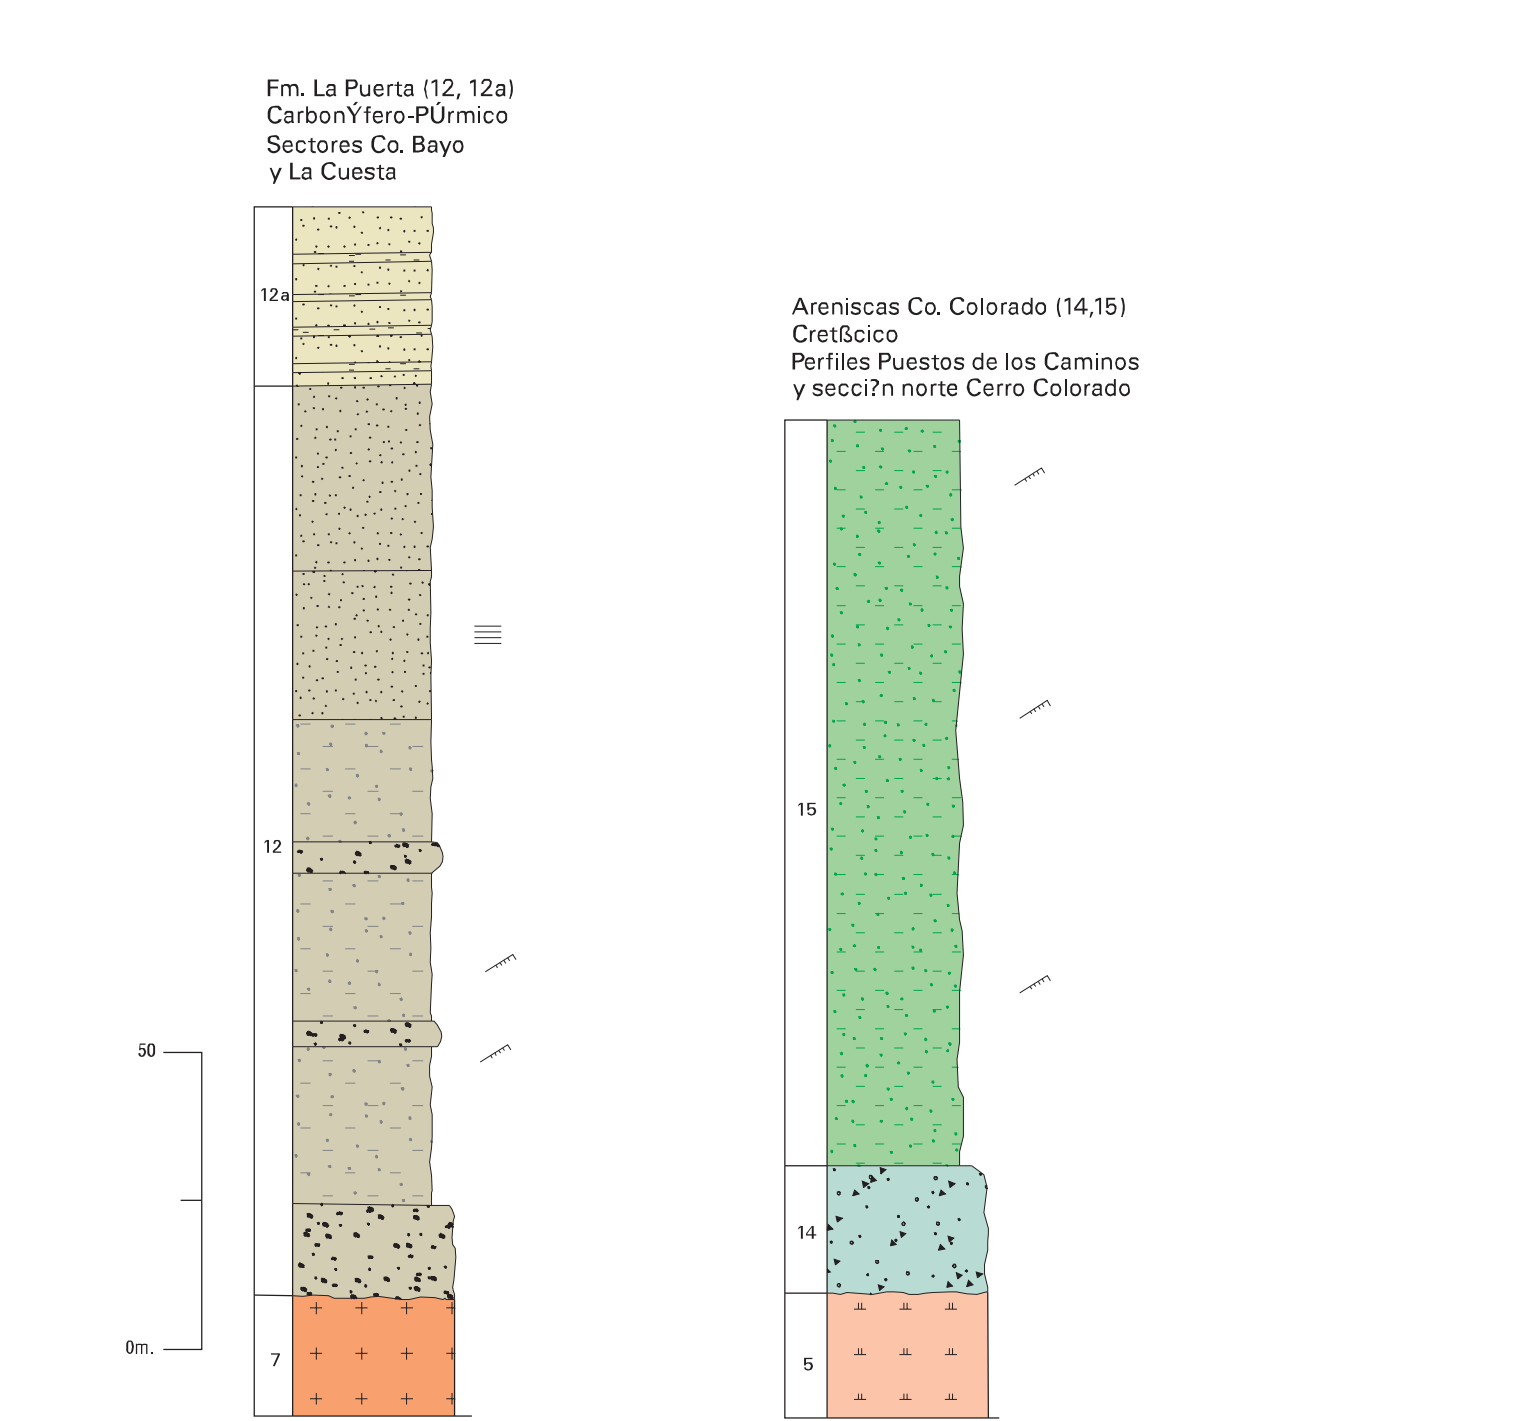 Fm. La Puerta (12, 12a)
CarbonÝfero-PÚrmico
Sectores Co. Bayo
y La Cuesta
12a
12
7
50
0m.
Areniscas Co. Colorado (14,15)
Cretßcico
Perfiles Puestos de los Caminos
y secci?n norte Cerro Colorado
15
14
5